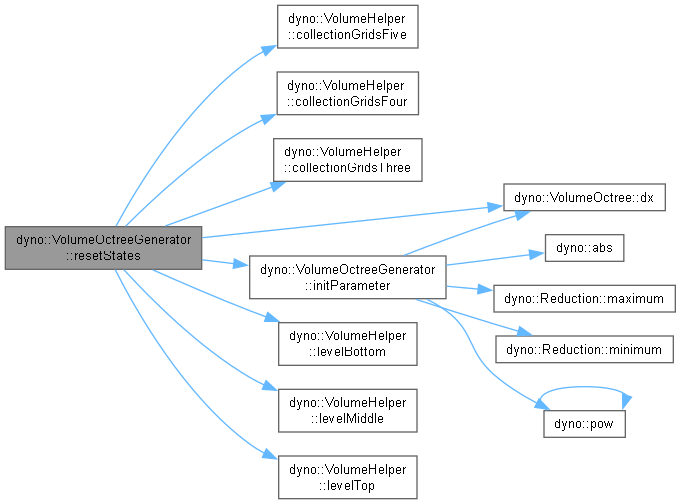 dyno::VolumeHelper
::collectionGridsFive
dyno::VolumeHelper
::collectionGridsFour
dyno::VolumeHelper
::collectionGridsThree
dyno::VolumeOctree::dx
dyno::VolumeOctreeGenerator
::resetStates
dyno::abs
dyno::VolumeOctreeGenerator
::initParameter
dyno::Reduction::maximum
dyno::VolumeHelper
::levelBottom
dyno::Reduction::minimum
dyno::VolumeHelper
::levelMiddle
dyno::pow
dyno::VolumeHelper
::levelTop